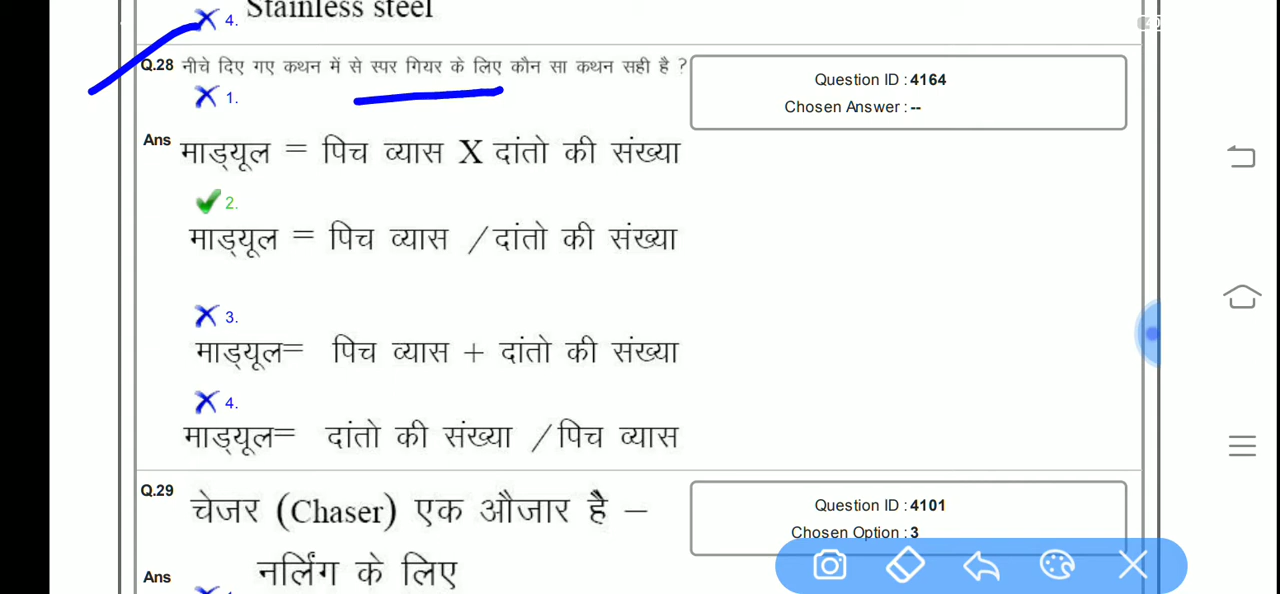 4. Stainless steel
Q.28 नीचे दिए गए कथन में से स्पर गियर के लिए कौन सा कथन सही है ?
Question ID : 4164
Chosen Answer : --
1.
Ans माड्यूल = पिच व्यास X दांतो की संख्या
2.
माड्यूल = पिच व्यास / दांतो की संख्या
3.
माड्यूल= पिच व्यास + दांतो की संख्या
4.
माड्यूल= दांतो की संख्या / पिच व्यास
Q.29 चेजर (Chaser) एक औजार है –
Question ID : 4101
Chosen Option : 3
Ans नर्लिंग के लिए